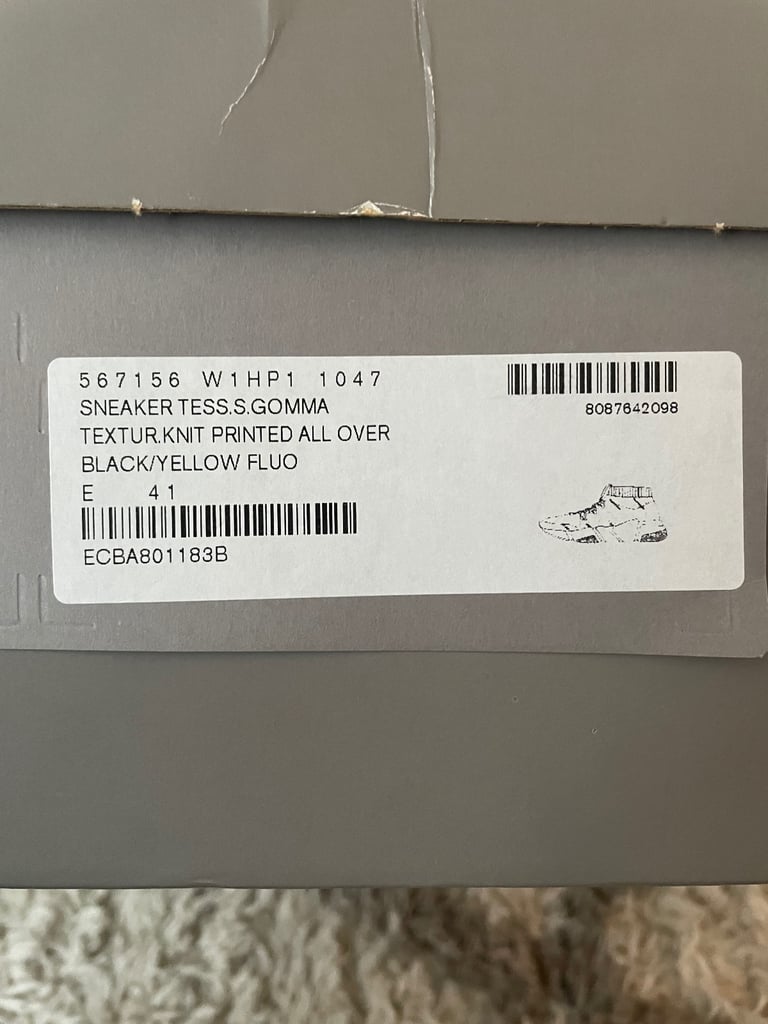 567156 W1HP1 1047
SNEAKER TESS.S.GOMMA
TEXTUR.KNIT PRINTED ALL OVER
BLACK/YELLOW FLUO
E 41
ECBA801183B
8087642098